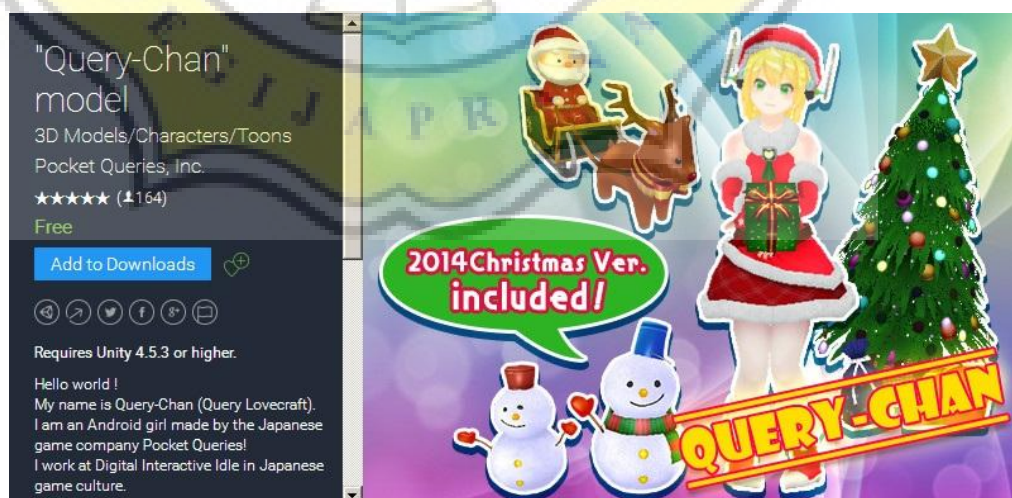 "Query-Chan"
model
3D Models/Characters/Toons
Pocket Queries, Inc.
★★★★★ (164)
Free
Add to Downloads
Requires Unity 4.5.3 or higher.
Hello world !
My name is Query-Chan (Query Lovecraft).
I am an Android girl made by the Japanese
game company Pocket Queries!
I work at Digital Interactive Idle in Japanese
game culture.
2014Christmas Ver.
included!
QUERY-CHAN